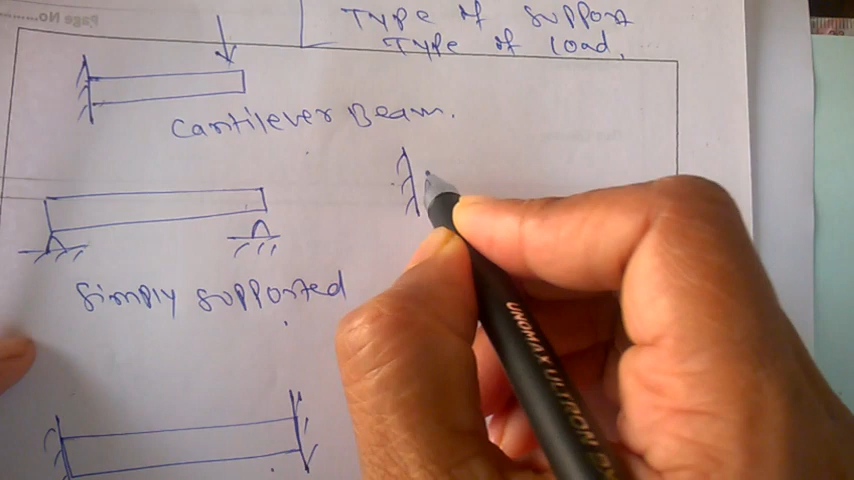 Page No.........
Type of support
Type of load.
Cantilever Beam.
Simply supported
UNOMAX ULTRON